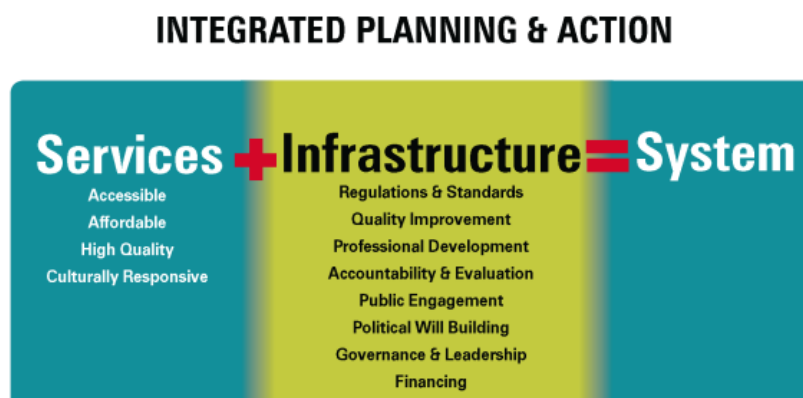 INTEGRATED PLANNING & ACTION
Services + Infrastructure = System
Accessible
Affordable
High Quality
Culturally Responsive
Regulations & Standards
Quality Improvement
Professional Development
Accountability & Evaluation
Public Engagement
Political Will Building
Governance & Leadership
Financing